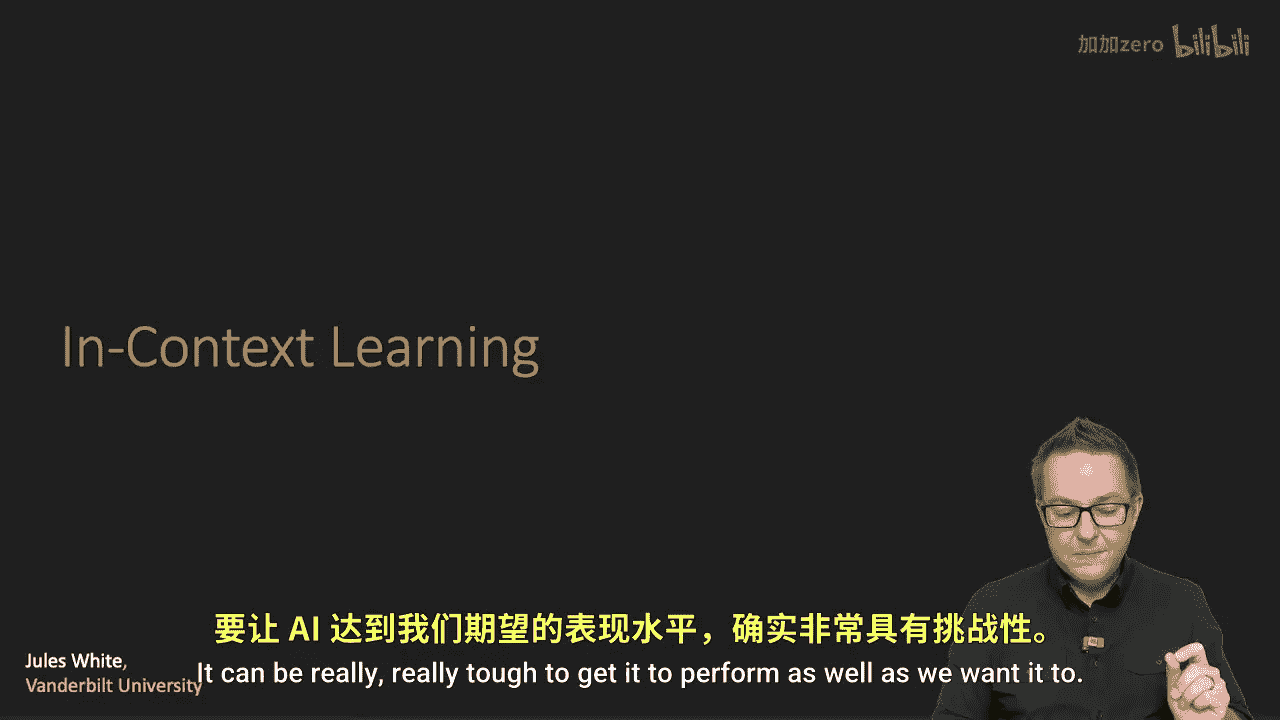 加加zero bilibili
In-Context Learning
要让 AI 达到我们期望的表现水平，确实非常具有挑战性。
Jules White,
It can be really, really tough to get it to perform as well as we want it to.
Vanderbilt University